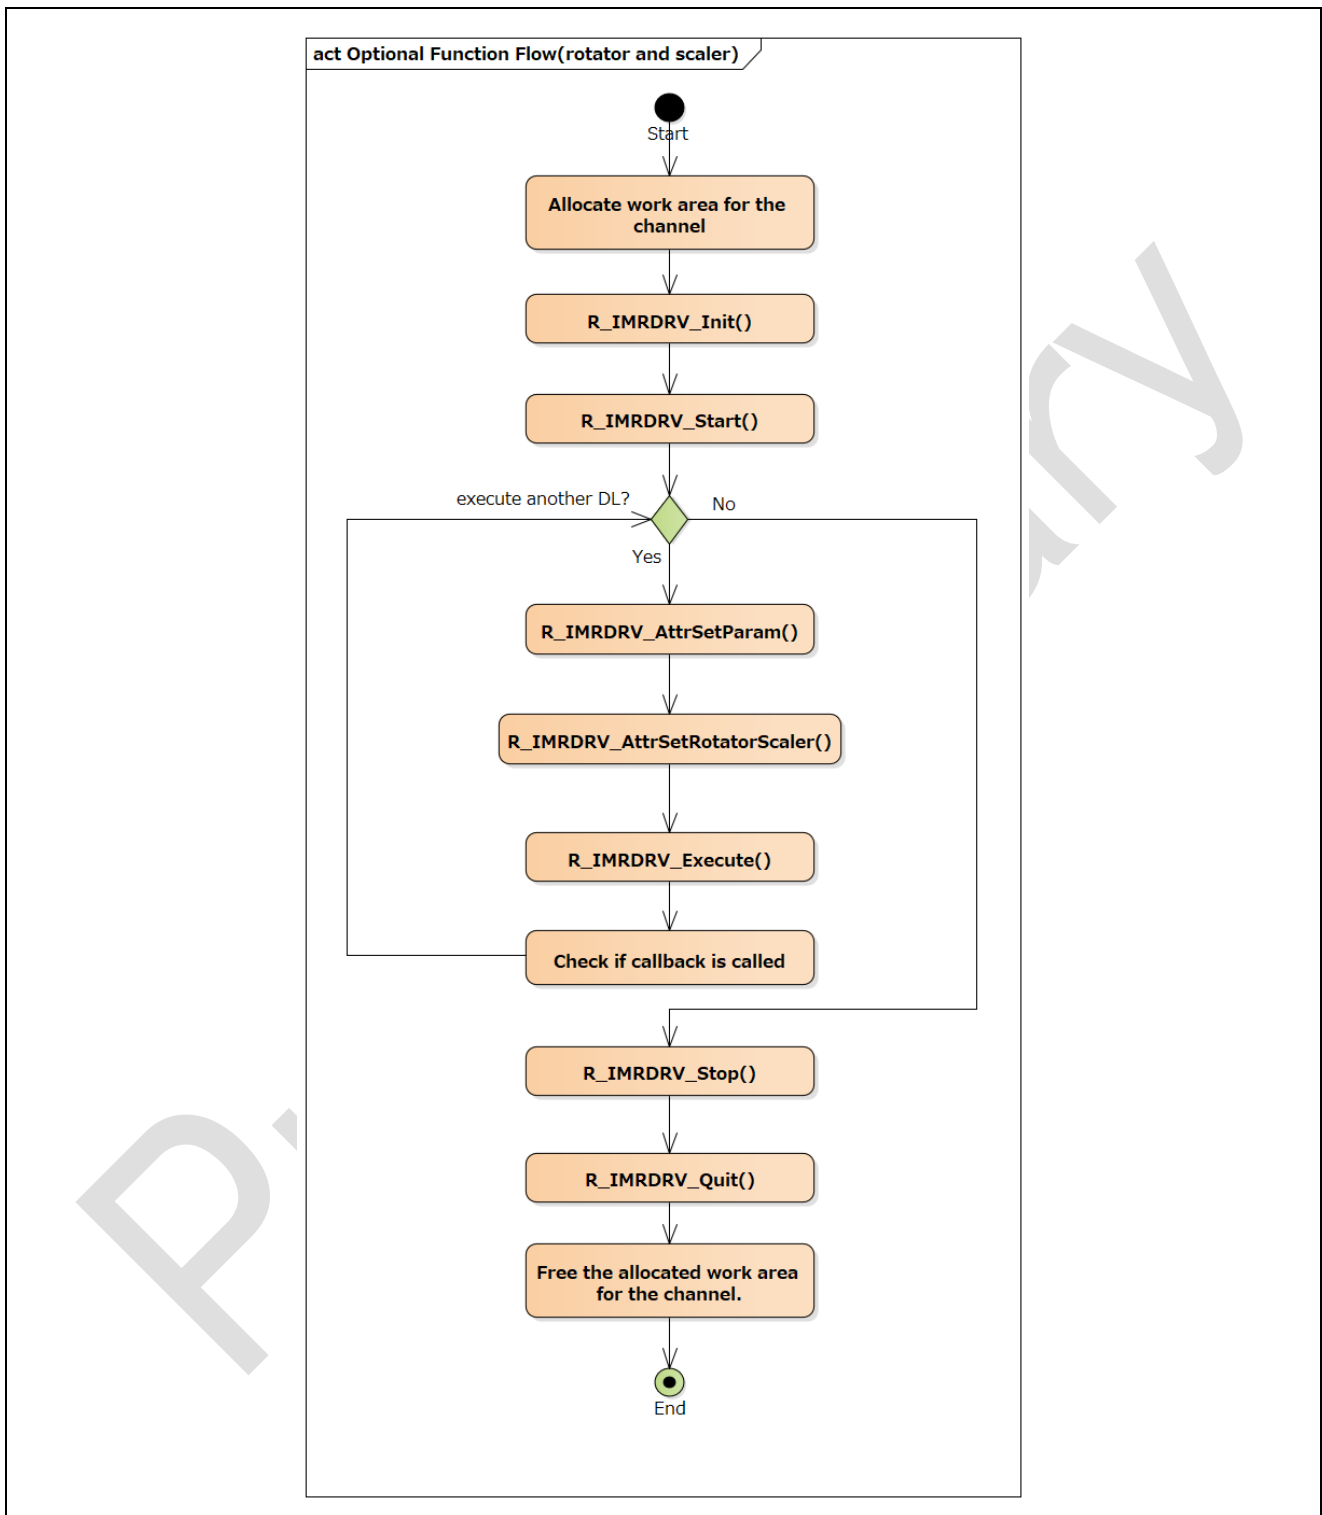 act Optional Function Flow(rotator and scaler)
Start
Allocate work area for the
channel
R_IMRDRV_Init()
R_IMRDRV_Start()
execute another DL?
No
Yes
R_IMRDRV_AttrSetParam()
R_IMRDRV_AttrSetRotatorScaler()
R_IMRDRV_Execute()
Check if callback is called
R_IMRDRV_Stop()
R_IMRDRV_Quit()
Free the allocated work area
for the channel.
End